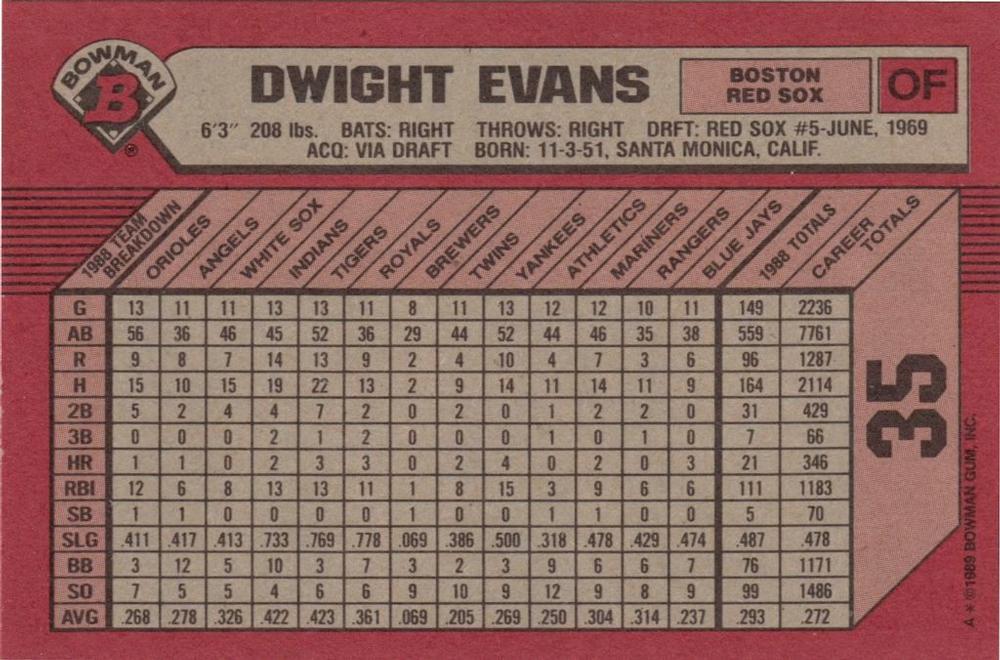 BOWMAN
B
®
DWIGHT EVANS
BOSTON
RED SOX
OF
6'3" 208 lbs. BATS: RIGHT THROWS: RIGHT DRFT: RED SOX #5-JUNE, 1969
ACQ: VIA DRAFT BORN: 11-3-51, SANTA MONICA, CALIF.
1988 TEAM BREAKDOWN ORIOLES ANGELS WHITE SOX INDIANS TIGERS ROYALS BREWERS TWINS YANKEES ATHLETICS MARINERS RANGERS BLUE JAYS 1988 TOTALS CAREER TOTALS
G 13 11 11 13 13 11 8 11 13 12 12 10 11 149 2236
AB 56 36 46 45 52 36 29 44 52 44 46 35 38 559 7761
R 9 8 7 14 13 9 2 4 10 4 7 3 6 96 1287
H 15 10 15 19 22 13 2 9 14 11 14 11 9 164 2114
2B 5 2 4 4 7 2 0 2 0 1 2 2 0 31 429
3B 0 0 0 2 1 2 0 0 0 1 0 1 0 7 66
HR 1 1 0 2 3 3 0 2 4 0 2 0 3 21 346
RBI 12 6 8 13 13 11 1 8 15 3 9 6 6 111 1183
SB 1 1 0 0 0 0 1 0 0 1 1 0 0 5 70
SLG .411 .417 .413 .733 .769 .778 .069 .386 .500 .318 .478 .429 .474 .487 .478
BB 3 12 5 10 3 7 3 2 3 9 6 6 7 76 1171
SO 7 5 5 4 6 6 9 10 9 12 9 8 9 99 1486
AVG .268 .278 .326 .422 .423 .361 .069 .205 .269 .250 .304 .314 .237 .293 .272
35
A * ©1989 BOWMAN GUM, INC.